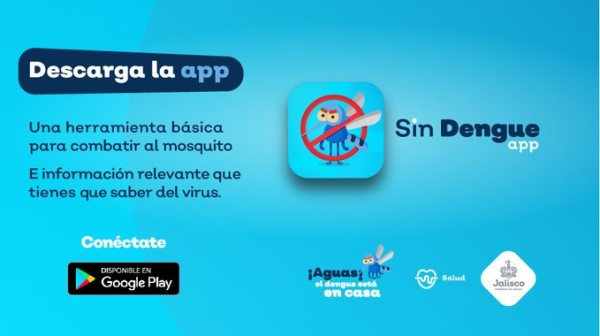 Descarga la app
Una herramienta básica
para combatir al mosquito
E información relevante que
tienes que saber del virus.
Sin Dengue
app
Conéctate
DISPONIBLE EN
Google Play
¡Aguas!
el dengue está
en casa
Salud
Jalisco